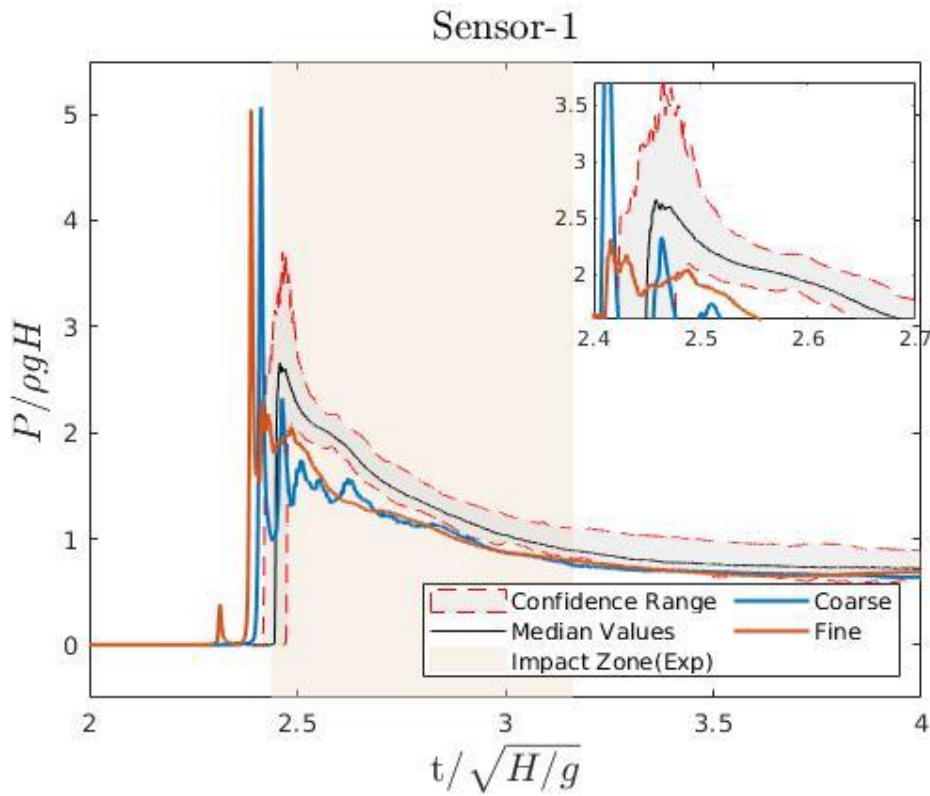 Sensor-1
5
4
3
2
1
0
P/ρgH
3.5
3
2.5
2
2.4
2.5
2.6
2.7
Confidence Range
Coarse
Median Values
Fine
Impact Zone(Exp)
2
2.5
3
3.5
4
t/√H/g